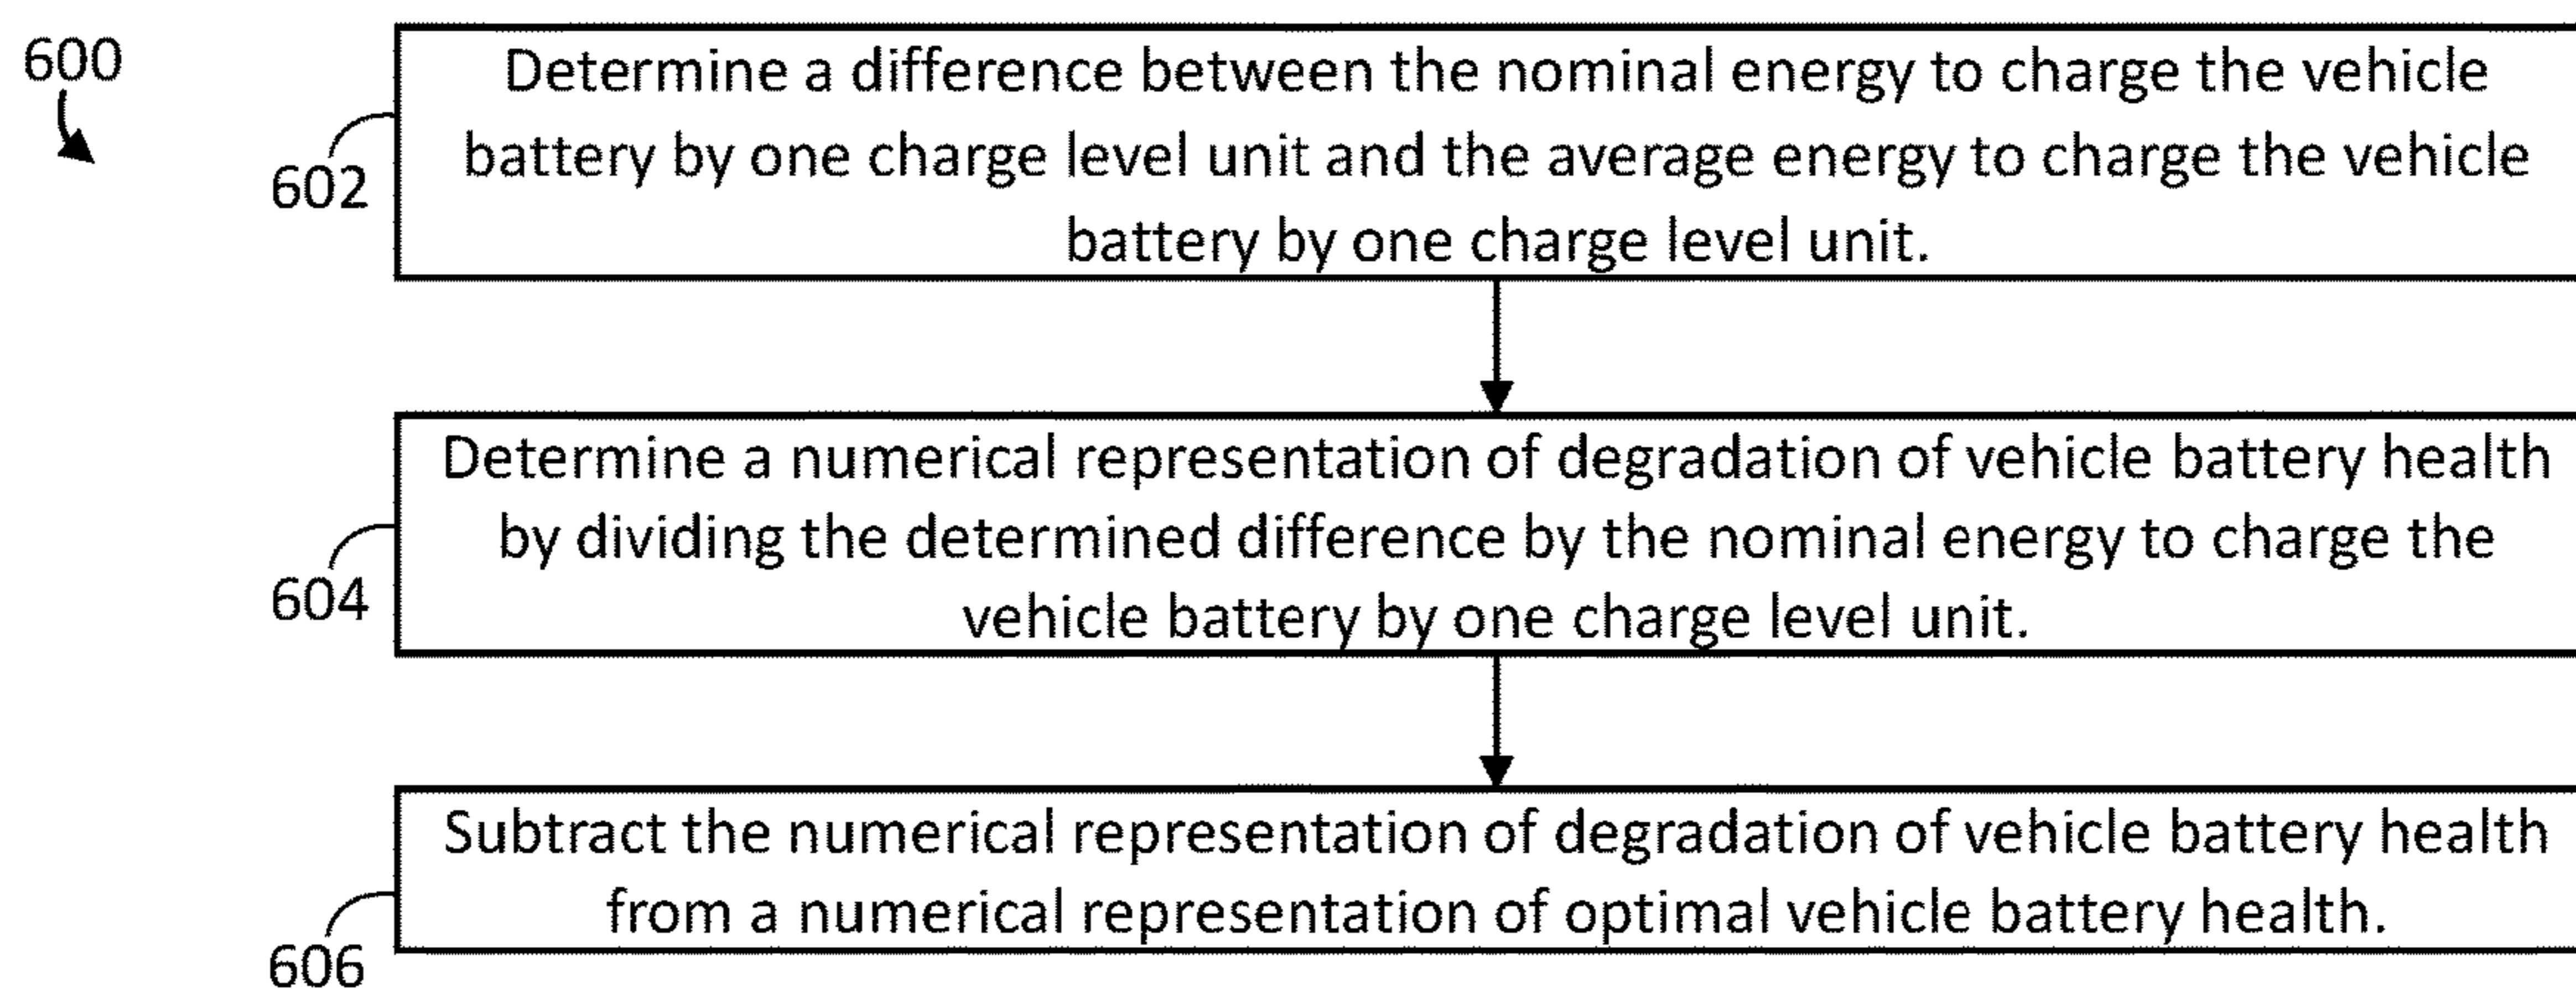 600
Determine a difference between the nominal energy to charge the vehicle
battery by one charge level unit and the average energy to charge the vehicle
battery by one charge level unit.
602
Determine a numerical representation of degradation of vehicle battery health
by dividing the determined difference by the nominal energy to charge the
vehicle battery by one charge level unit.
604
Subtract the numerical representation of degradation of vehicle battery health
from a numerical representation of optimal vehicle battery health.
606